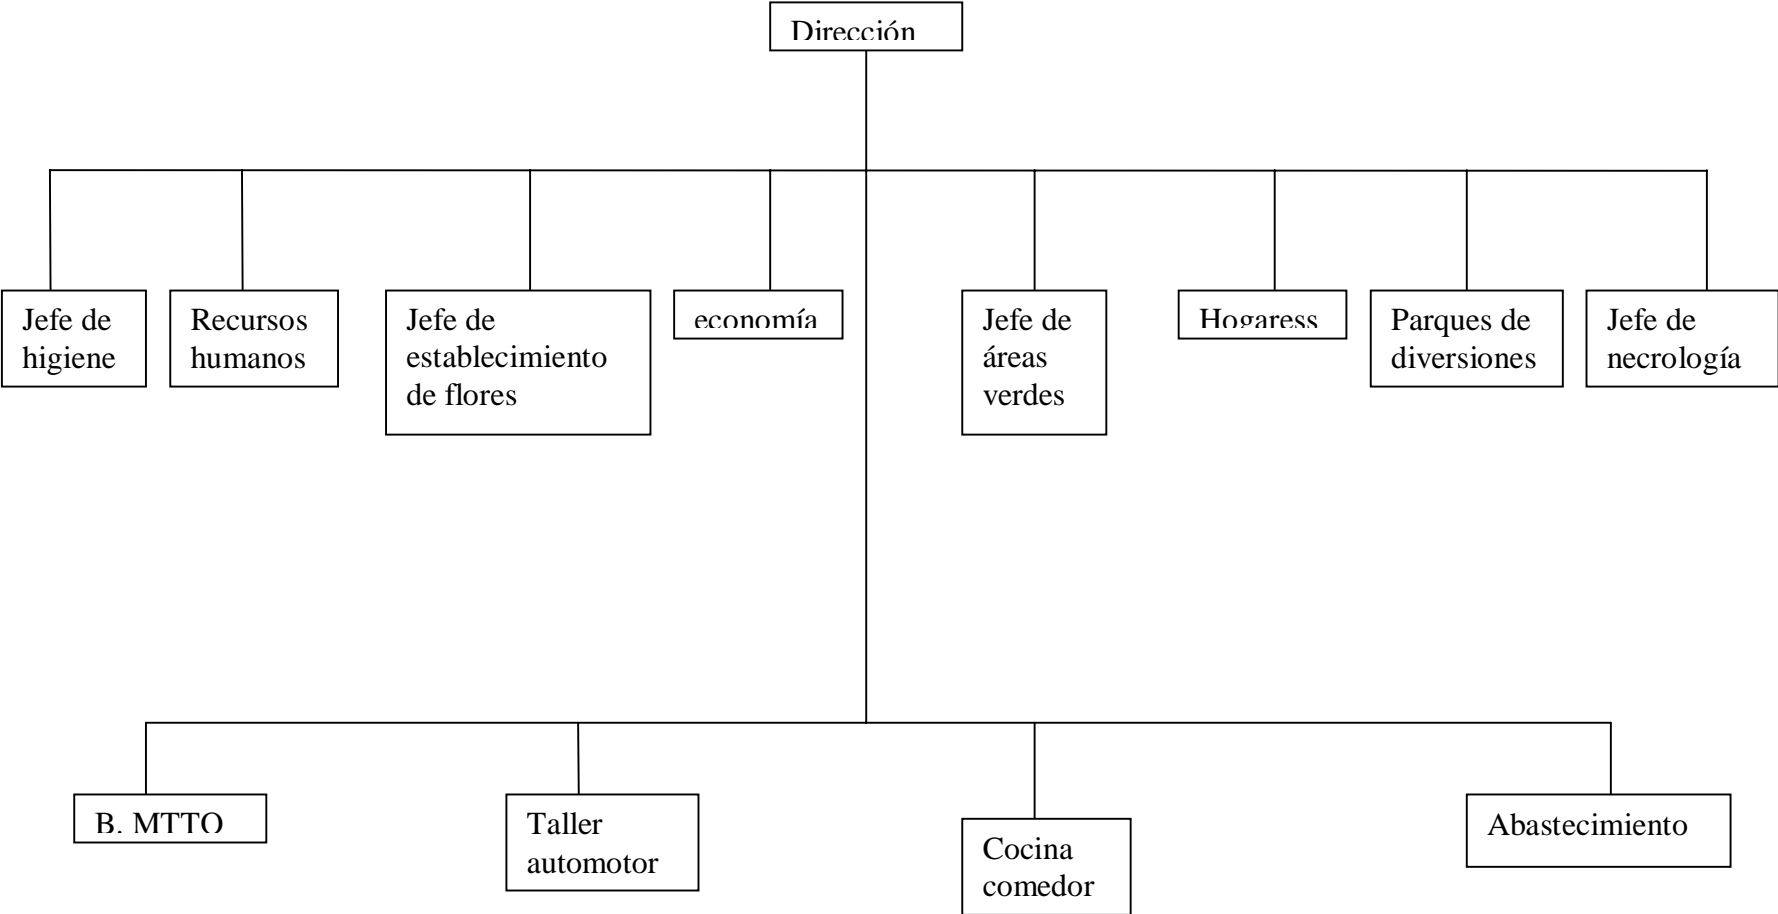 Dirección
Jefe de
higiene
Recursos
humanos
Jefe de
establecimiento
de flores
economía
Jefe de
áreas
verdes
Hogaress
Parques de
diversiones
Jefe de
necrología
B. MTTO
Taller
automotor
Cocina
comedor
Abastecimiento